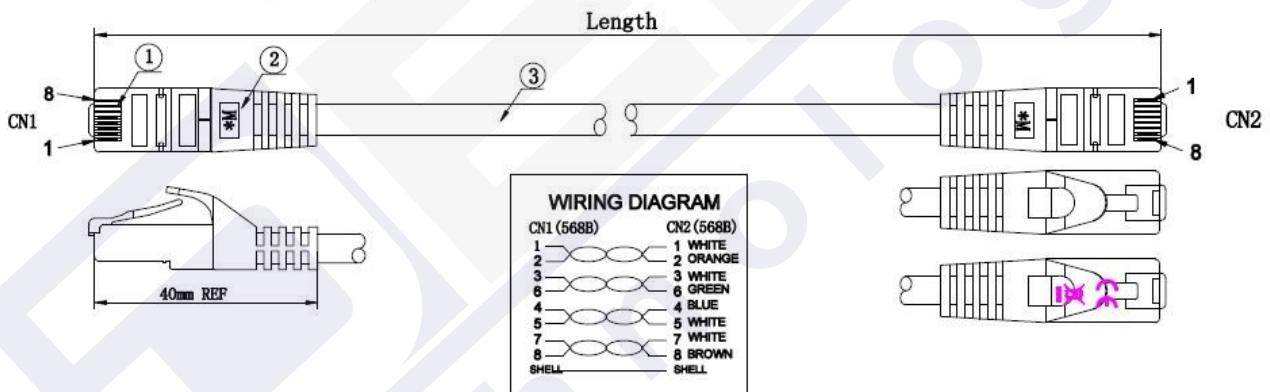 Length
① ② ③
8 1
CN1 CN2
1 8
*M *M
WIRING DIAGRAM
CN1(568B) CN2(568B)
1 1 WHITE
2 2 ORANGE
3 3 WHITE
6 6 GREEN
4 4 BLUE
5 5 WHITE
7 7 WHITE
8 8 BROWN
SHELL SHELL
40mm REF
CE